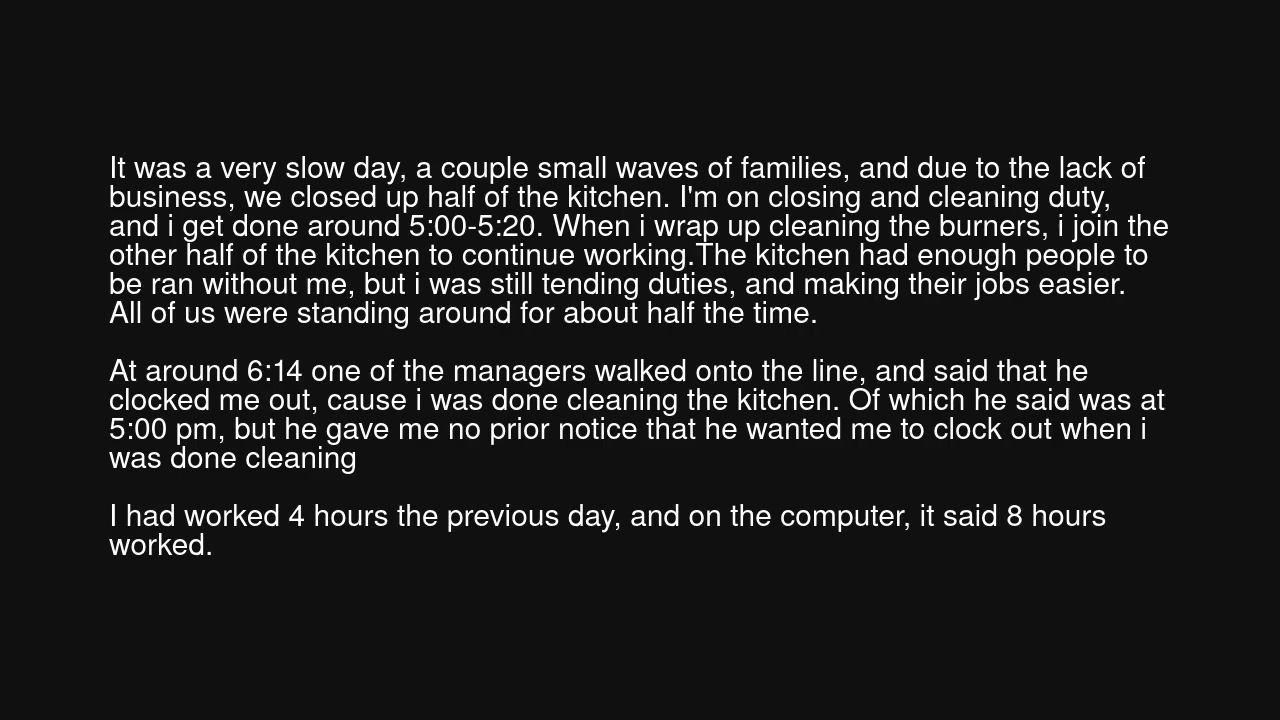 It was a very slow day, a couple small waves of families, and due to the lack of
business, we closed up half of the kitchen. I'm on closing and cleaning duty,
and i get done around 5:00-5:20. When i wrap up cleaning the burners, i join the
other half of the kitchen to continue working.The kitchen had enough people to
be ran without me, but i was still tending duties, and making their jobs easier.
All of us were standing around for about half the time.

At around 6:14 one of the managers walked onto the line, and said that he
clocked me out, cause i was done cleaning the kitchen. Of which he said was at
5:00 pm, but he gave me no prior notice that he wanted me to clock out when i
was done cleaning

I had worked 4 hours the previous day, and on the computer, it said 8 hours
worked.